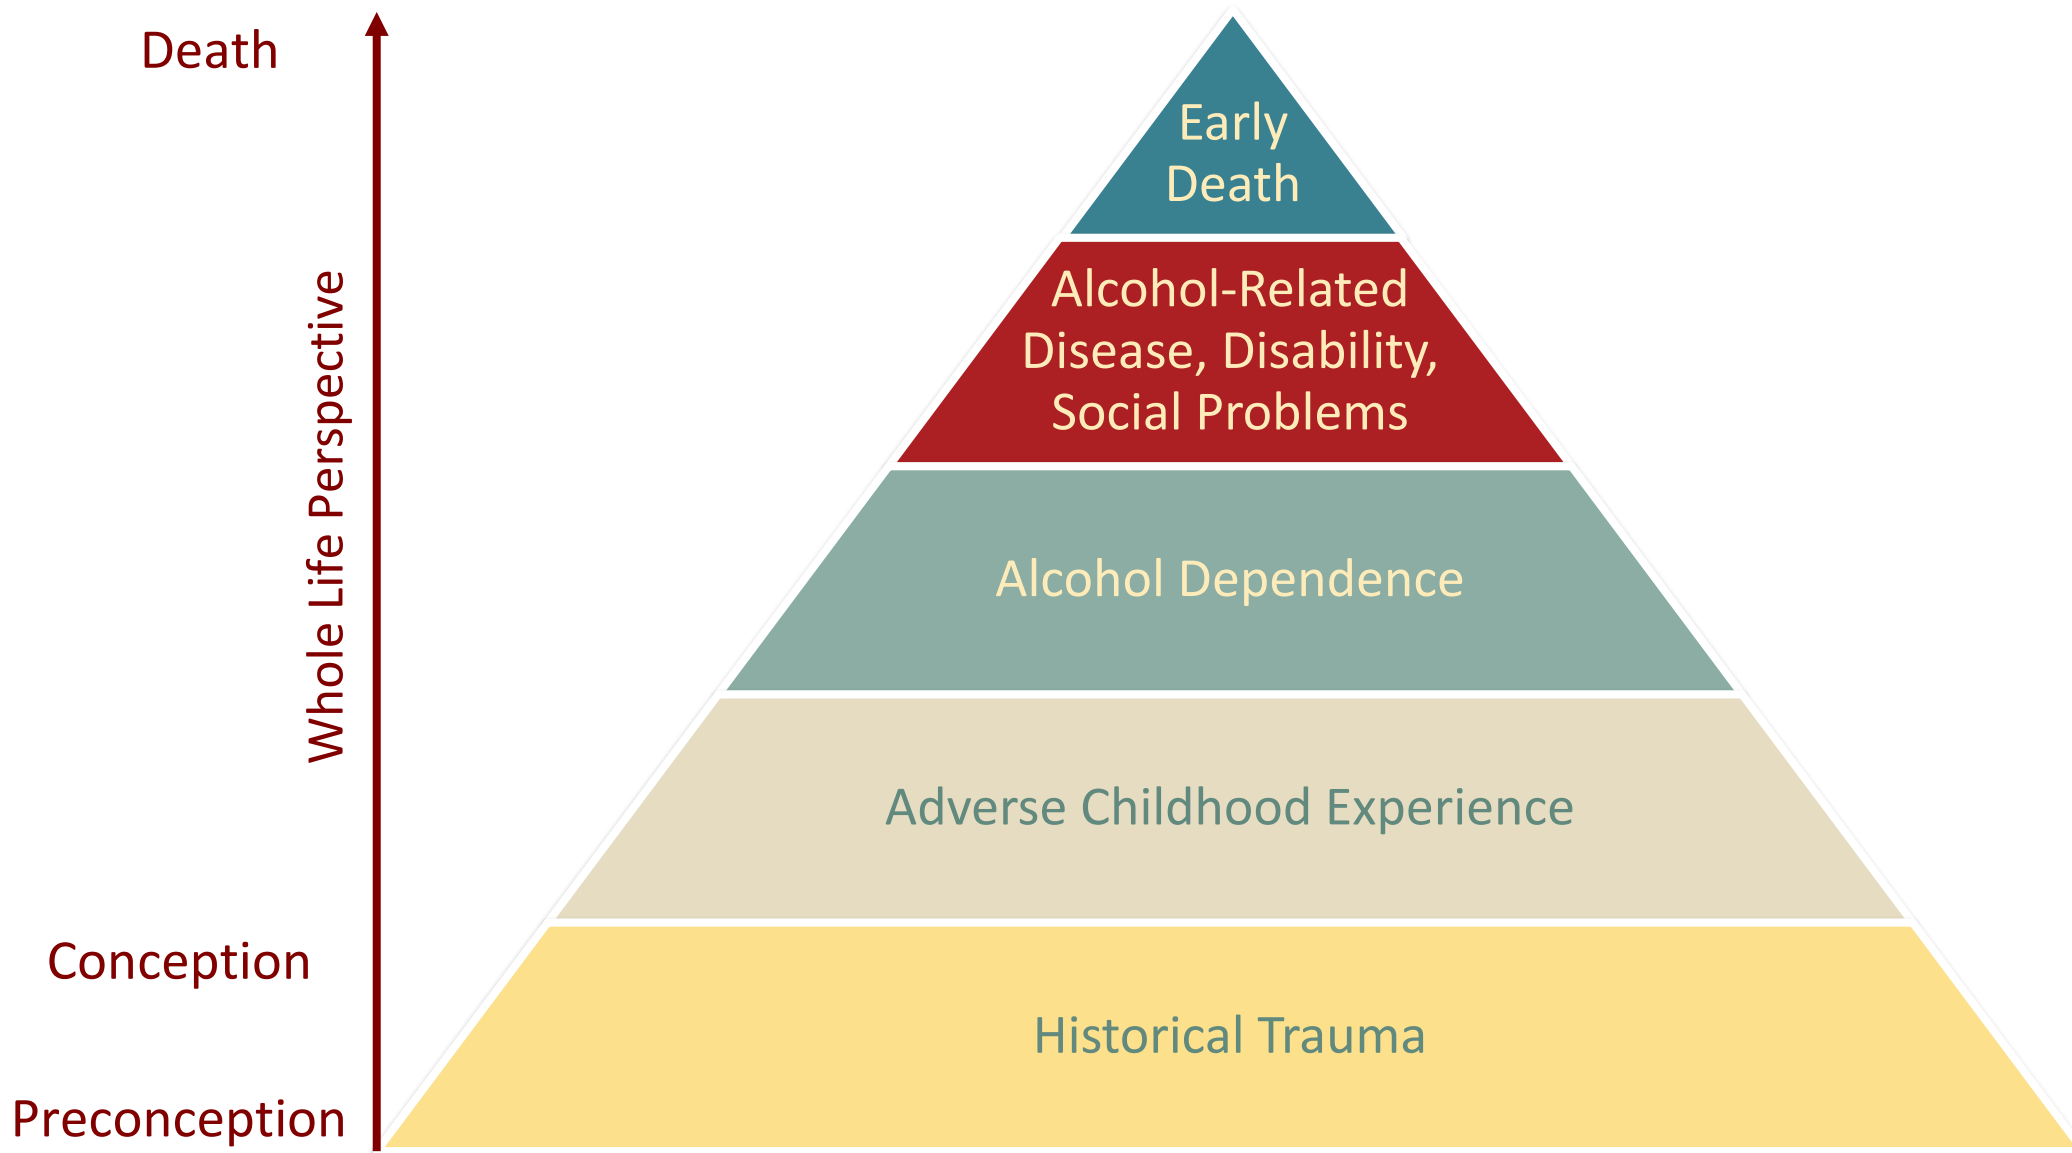 Death
Whole Life Perspective
Conception
Preconception
Early
Death
Alcohol-Related
Disease, Disability,
Social Problems
Alcohol Dependence
Adverse Childhood Experience
Historical Trauma